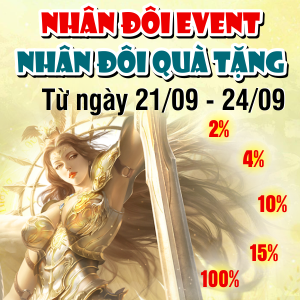 NHÂN ĐÔI EVENT
NHÂN ĐÔI QUÀ TẶNG
Từ ngày 21/09 - 24/09
2%
4%
10%
15%
100%